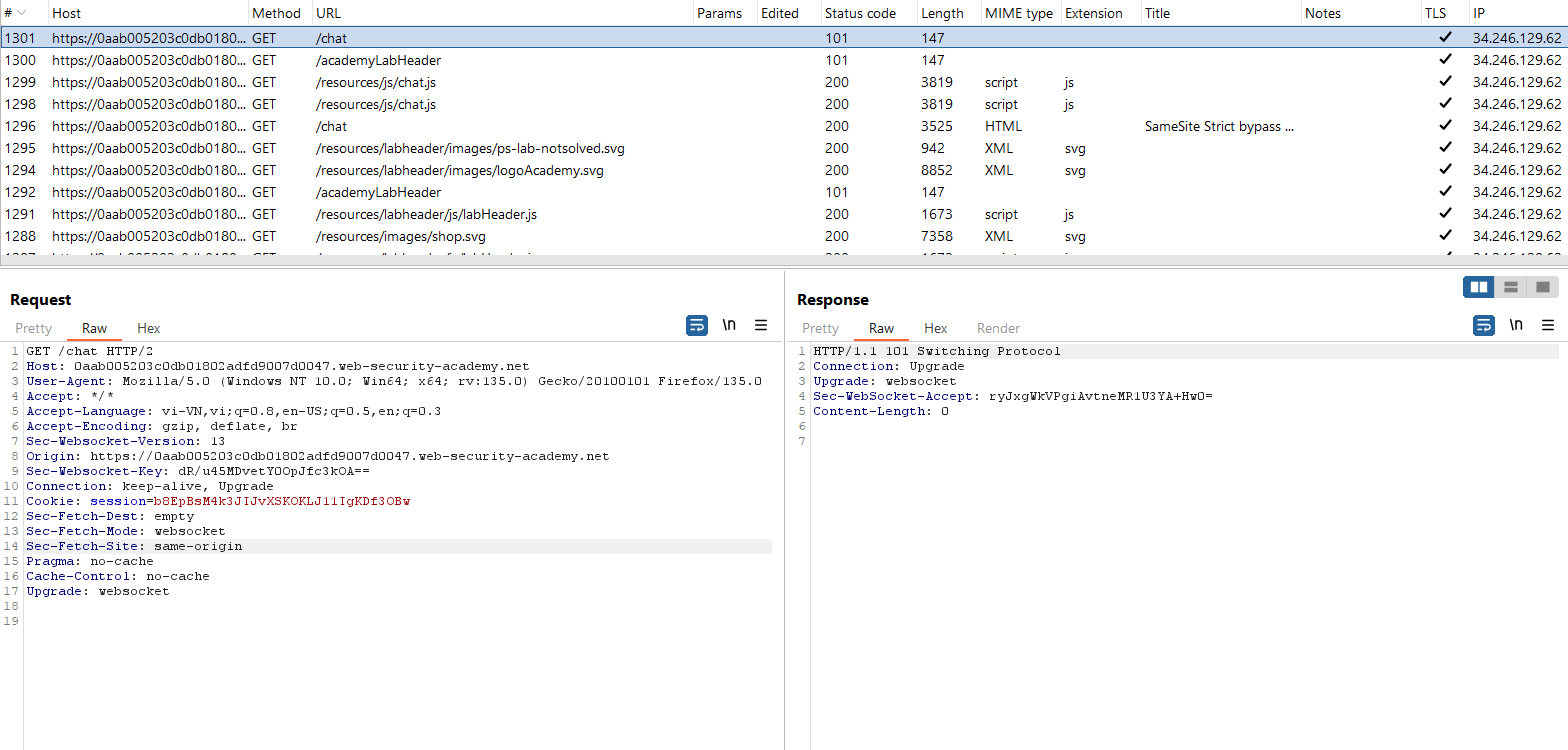 # Host Method URL Params Edited Status code Length MIME type Extension Title Notes TLS IP
1301 https://0aab005203c0db0180... GET /chat 101 147 34.246.129.62
1300 https://0aab005203c0db0180... GET /academyLabHeader 101 147 34.246.129.62
1299 https://0aab005203c0db0180... GET /resources/js/chat.js 200 3819 script js 34.246.129.62
1298 https://0aab005203c0db0180... GET /resources/js/chat.js 200 3819 script js 34.246.129.62
1296 https://0aab005203c0db0180... GET /chat 200 3525 HTML SameSite Strict bypass ... 34.246.129.62
1295 https://0aab005203c0db0180... GET /resources/labheader/images/ps-lab-notsolved.svg 200 942 XML svg 34.246.129.62
1294 https://0aab005203c0db0180... GET /resources/labheader/images/logoAcademy.svg 200 8852 XML svg 34.246.129.62
1292 https://0aab005203c0db0180... GET /academyLabHeader 101 147 34.246.129.62
1291 https://0aab005203c0db0180... GET /resources/labheader/js/labHeader.js 200 1673 script js 34.246.129.62
1288 https://0aab005203c0db0180... GET /resources/images/shop.svg 200 7358 XML svg 34.246.129.62
Request
Pretty Raw Hex \n
1 GET /chat HTTP/2
2 Host: 0aab005203c0db01802adfd9007d0047.web-security-academy.net
3 User-Agent: Mozilla/5.0 (Windows NT 10.0; Win64; x64; rv:135.0) Gecko/20100101 Firefox/135.0
4 Accept: */*
5 Accept-Language: vi-VN,vi;q=0.8,en-US;q=0.5,en;q=0.3
6 Accept-Encoding: gzip, deflate, br
7 Sec-Websocket-Version: 13
8 Origin: https://0aab005203c0db01802adfd9007d0047.web-security-academy.net
9 Sec-Websocket-Key: dR/u45MDvetY0OpJfc3kOA==
10 Connection: keep-alive, Upgrade
11 Cookie: session=b8EpBsM4k3JIJvXSKOKLJ11IgKDf3OBw
12 Sec-Fetch-Dest: empty
13 Sec-Fetch-Mode: websocket
14 Sec-Fetch-Site: same-origin
15 Pragma: no-cache
16 Cache-Control: no-cache
17 Upgrade: websocket
18
19
Response
Pretty Raw Hex Render \n
1 HTTP/1.1 101 Switching Protocol
2 Connection: Upgrade
3 Upgrade: websocket
4 Sec-WebSocket-Accept: ryJxgWkVPgiAvtneMR1U3YA+Hw0=
5 Content-Length: 0
6
7